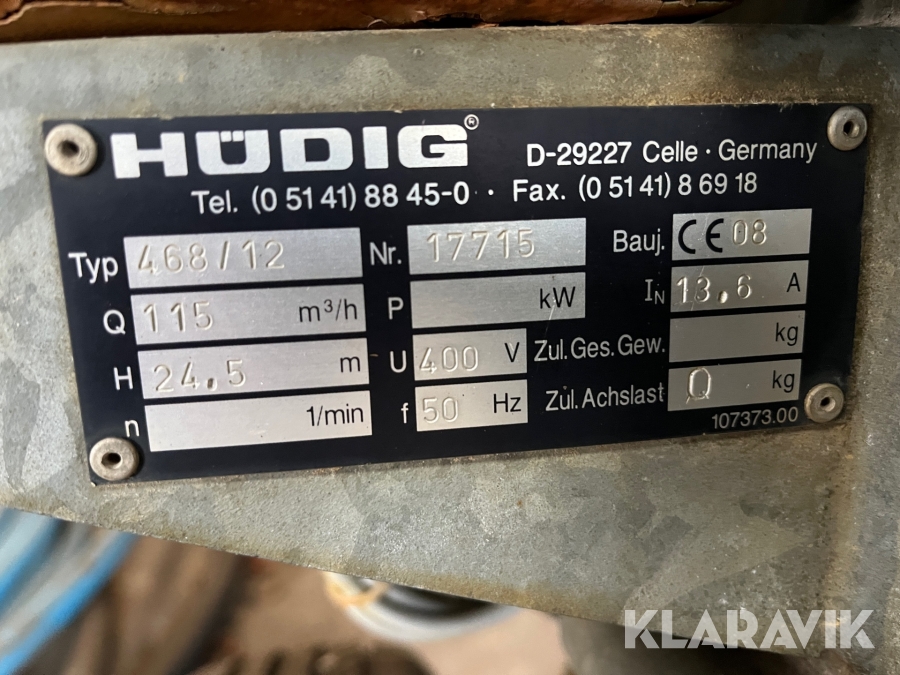 HÜDIG®
D-29227 Celle · Germany
Tel. (0 51 41) 88 45-0 · Fax. (0 51 41) 8 69 18
Typ 468/12 Nr. 17715 Bauj. CE 08
Q 115 m³/h P kW IN 13,6 A
H 24,5 m U 400 V Zul.Ges.Gew. kg
n 1/min f 50 Hz Zul.Achslast 0 kg
107373.00
KLARAVIK